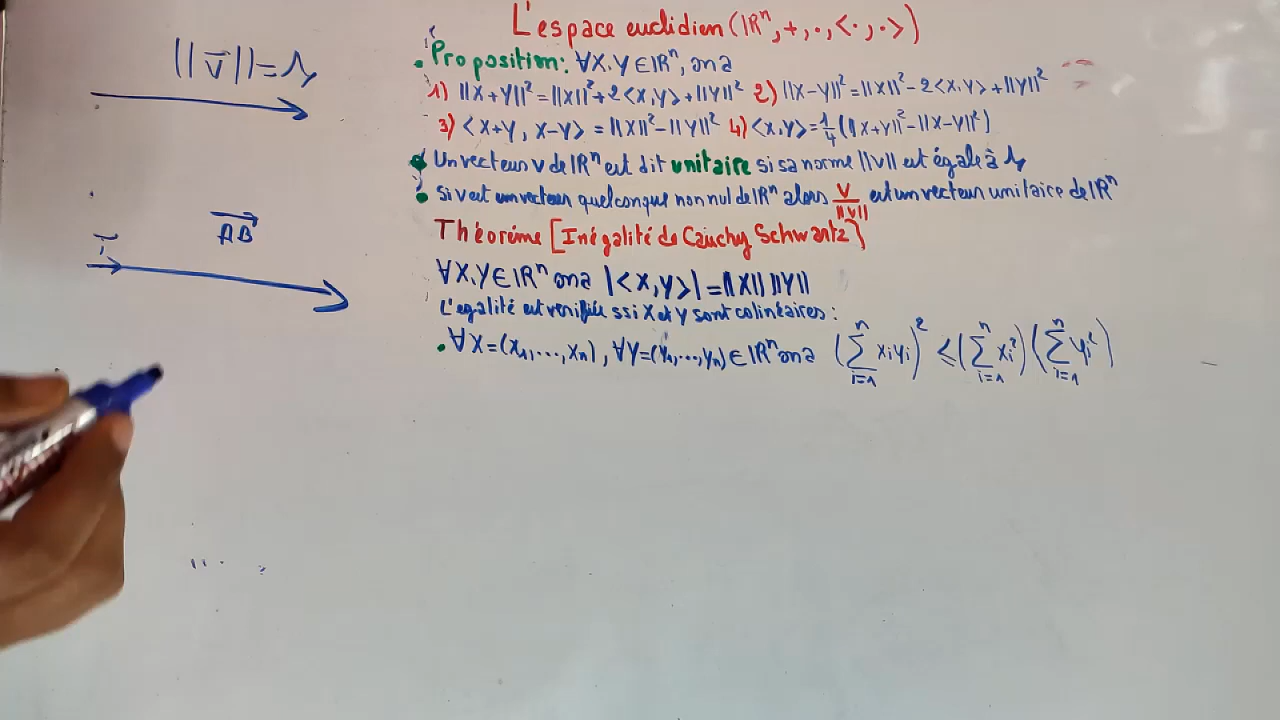 L'espace euclidien (ℝⁿ, +, ·, <·,·>)
||v⃗|| = 1
• Proposition: ∀X,Y ∈ ℝⁿ, on a
1) ||X+Y||² = ||X||² + 2<X,Y> + ||Y||² 2) ||X-Y||² = ||X||² - 2<X,Y> + ||Y||²
3) <X+Y, X-Y> = ||X||² - ||Y||² 4) <X,Y> = 1/4 (||X+Y||² - ||X-Y||²)
• Un vecteur v de ℝⁿ est dit unitaire si sa norme ||v|| est égale à 1
• Si v est un vecteur quelconque non nul de ℝⁿ alors v/||v|| est un vecteur unitaire de ℝⁿ
i⃗
AB⃗
Théoréme [Inégalité de Cauchy Schwartz]
∀X,Y ∈ ℝⁿ on a |<X,Y>| = ||X|| ||Y||
L'egalité est verifiée ssi X et Y sont colinéaires :
• ∀X=(x₁,...,xₙ), ∀Y=(y₁,...,yₙ) ∈ ℝⁿ on a (∑ᵢ₌₁ⁿ xᵢyᵢ)² ≤ (∑ᵢ₌₁ⁿ xᵢ²)(∑ᵢ₌₁ⁿ yᵢ²)